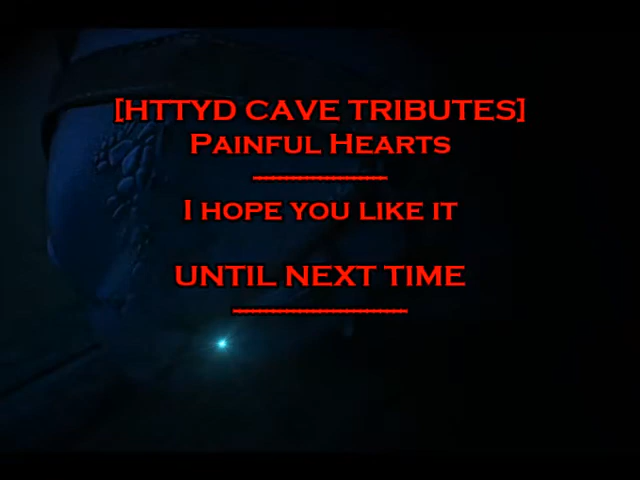 [HTTYD CAVE TRIBUTES]
Painful Hearts
--------------------
I hope you like it
UNTIL NEXT TIME
--------------------------